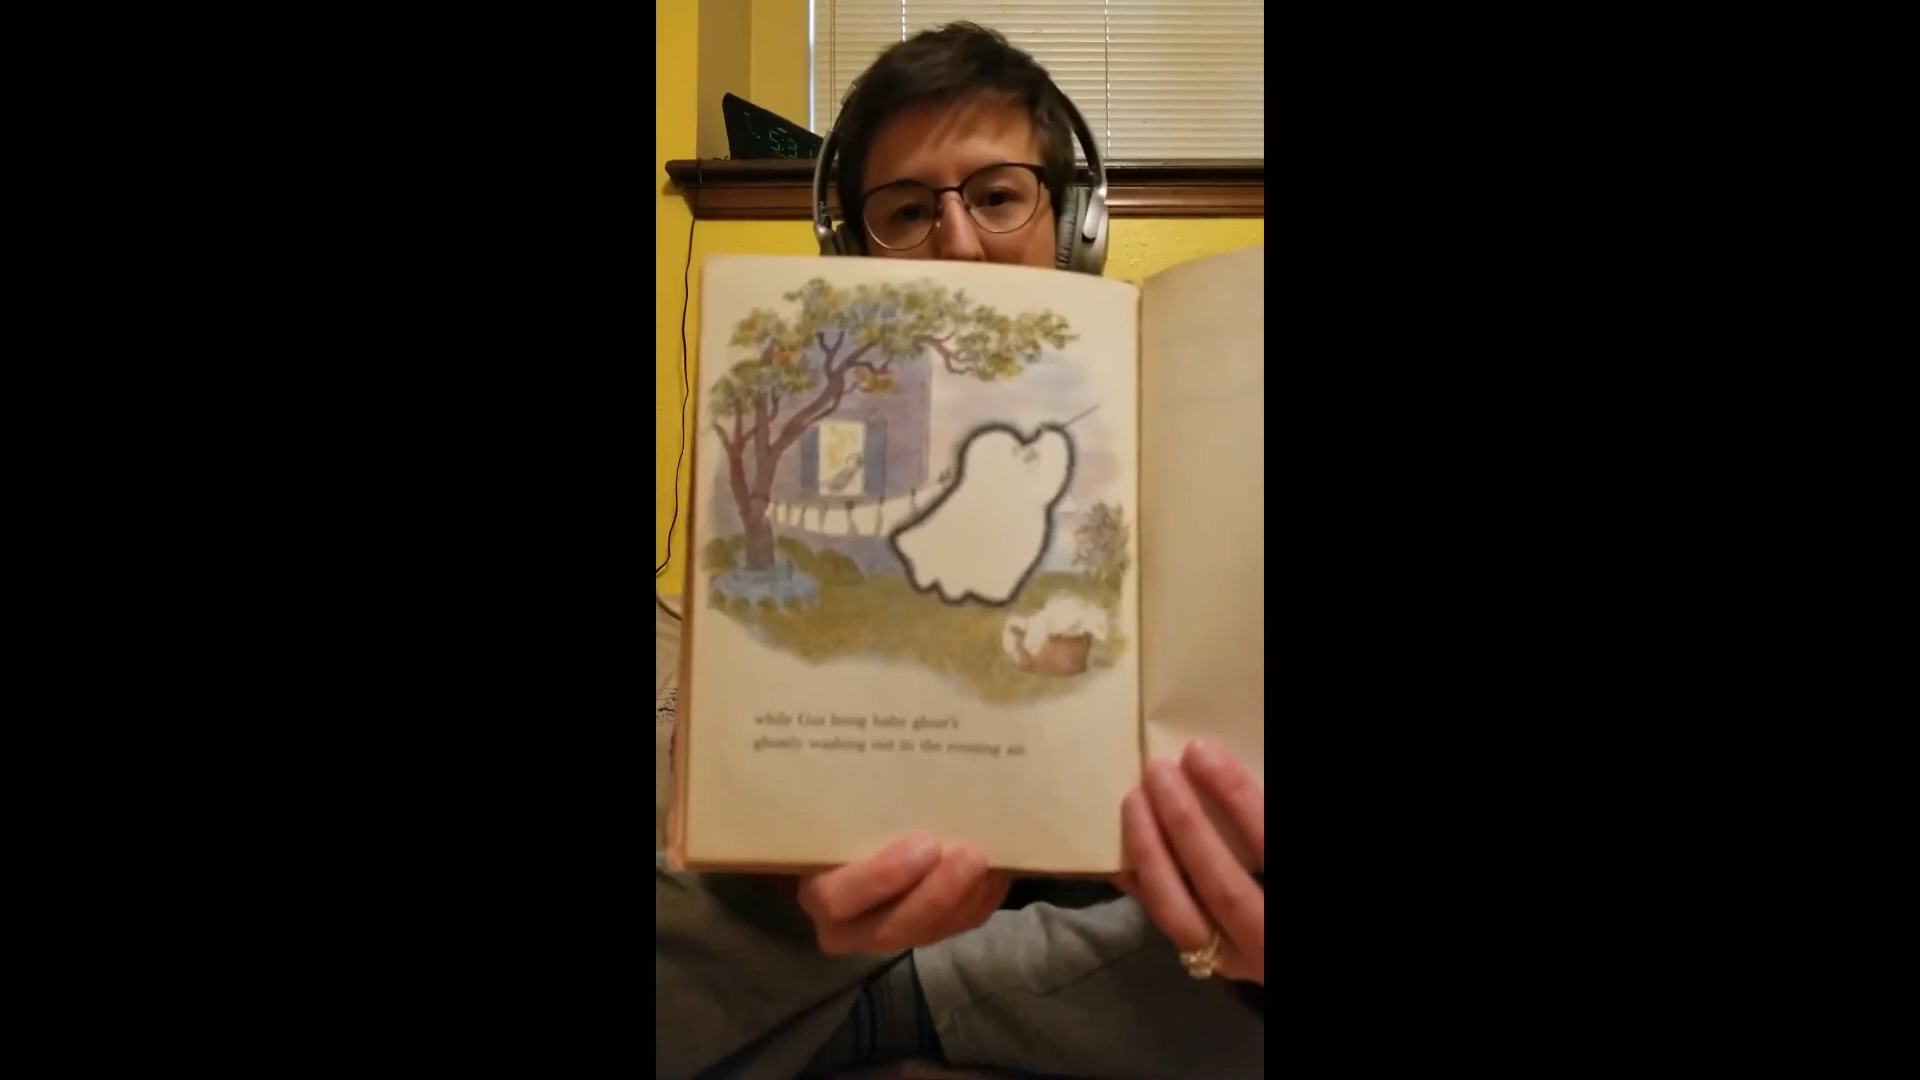 while Gus hung baby ghost's
ghostly washing out in the evening air